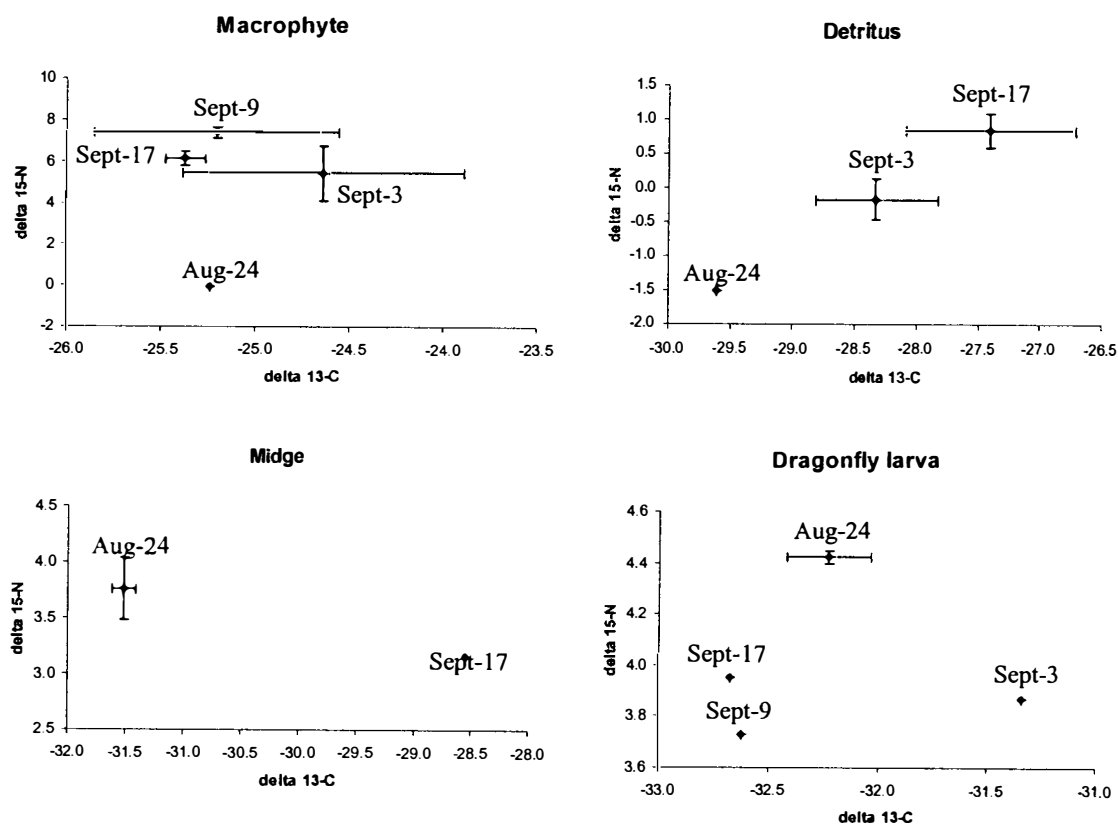 Macrophyte
10
8
6
4
2
0
-2
delta 15-N
Sept-9
Sept-17
Sept-3
Aug-24
-26.0 -25.5 -25.0 -24.5 -24.0 -23.5
delta 13-C
Detritus
1.5
1.0
0.5
0.0
-0.5
-1.0
-1.5
-2.0
delta 15-N
Sept-17
Sept-3
Aug-24
-30.0 -29.5 -29.0 -28.5 -28.0 -27.5 -27.0 -26.5
delta 13-C
Midge
4.5
4.0
3.5
3.0
2.5
delta 15-N
Aug-24
Sept-17
-32.0 -31.5 -31.0 -30.5 -30.0 -29.5 -29.0 -28.5 -28.0
delta 13-C
Dragonfly larva
4.6
4.4
4.2
4.0
3.8
3.6
delta 15-N
Aug-24
Sept-17
Sept-3
Sept-9
-33.0 -32.5 -32.0 -31.5 -31.0
delta 13-C